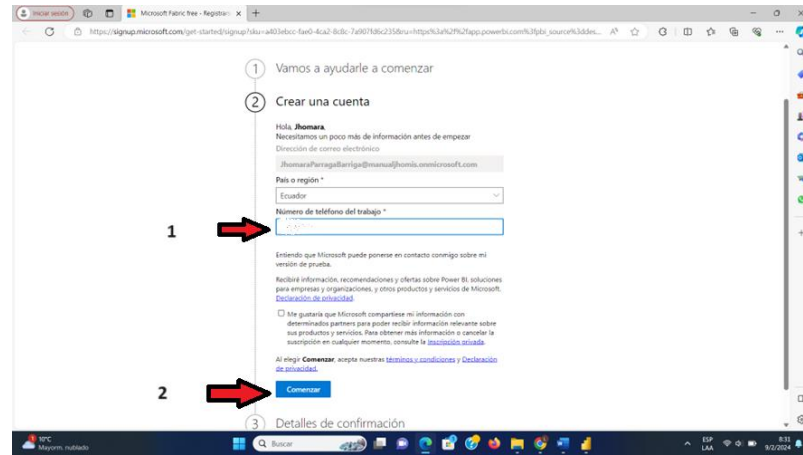 Iniciar sesión
Microsoft Fabric free - Registrars
https://signup.microsoft.com/get-started/signup?sku=a403ebcc-fae0-4ca2-8c8c-7a907fd6c235&ru=https%3a%2f%2fapp.powerbi.com%3fpbi_source%3ddes...
1 Vamos a ayudarle a comenzar
2 Crear una cuenta
Hola, Jhomara,
Necesitamos un poco más de información antes de empezar
Dirección de correo electrónico
JhomaraParragaBarriga@manualjhomis.onmicrosoft.com
País o región *
Ecuador
Número de teléfono del trabajo *
1
Entiendo que Microsoft puede ponerse en contacto conmigo sobre mi
versión de prueba.
Recibiré información, recomendaciones y ofertas sobre Power BI, soluciones
para empresas y organizaciones, y otros productos y servicios de Microsoft.
Declaración de privacidad.
Me gustaría que Microsoft compartiese mi información con
determinados partners para poder recibir información relevante sobre
sus productos y servicios. Para obtener más información o cancelar la
suscripción en cualquier momento, consulte la Inscripción privada.
Al elegir Comenzar, acepta nuestras términos y condiciones y Declaración
de privacidad.
2
Comenzar
3 Detalles de confirmación
10°C
Mayorm. nublado
Buscar
ESP
LAA
8:31
9/2/2024